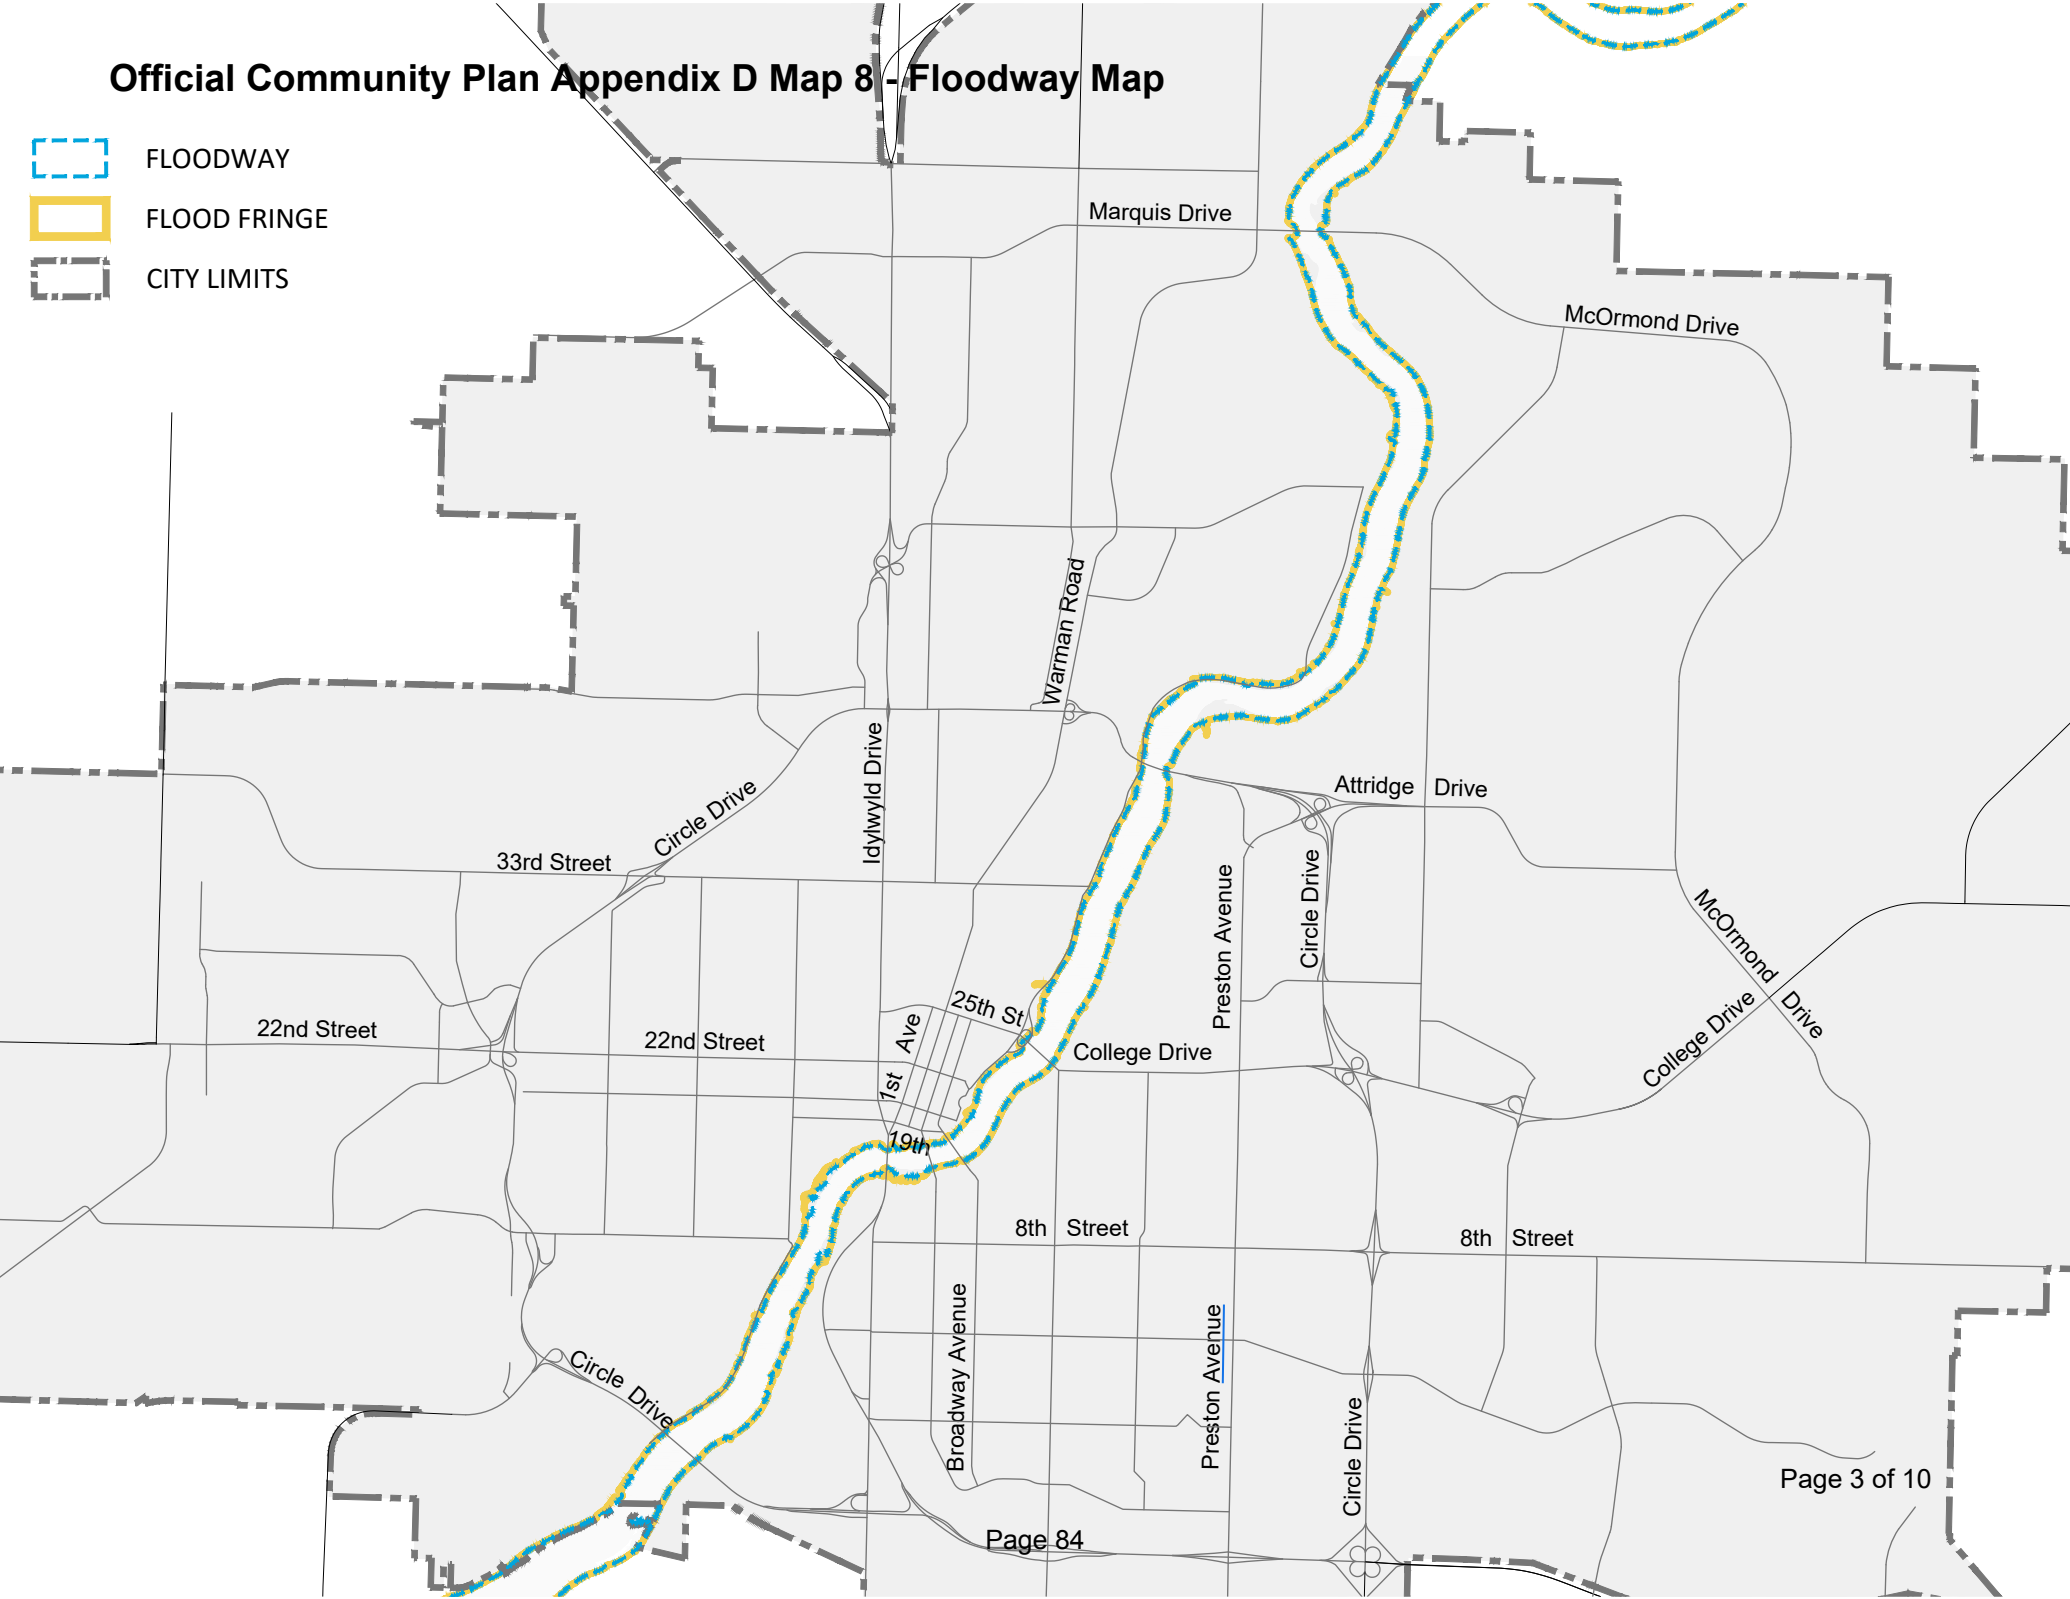 Official Community Plan Appendix D Map 8 - Floodway Map
FLOODWAY
FLOOD FRINGE
CITY LIMITS
Marquis Drive
McOrmond Drive
Warman Road
Idylwyld Drive
Circle Drive
33rd Street
Attridge Drive
Preston Avenue
Circle Drive
McOrmond Drive
College Drive
25th St
1st Ave
22nd Street
22nd Street
College Drive
19th
8th Street
8th Street
Broadway Avenue
Preston Avenue
Circle Drive
Circle Drive
Page 3 of 10
Page 84